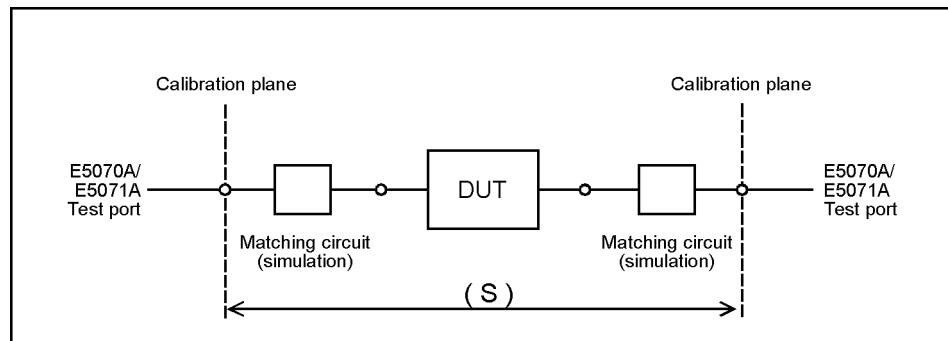 Calibration plane
Calibration plane
E5070A/
E5071A
Test port
DUT
E5070A/
E5071A
Test port
Matching circuit
(simulation)
Matching circuit
(simulation)
( S )